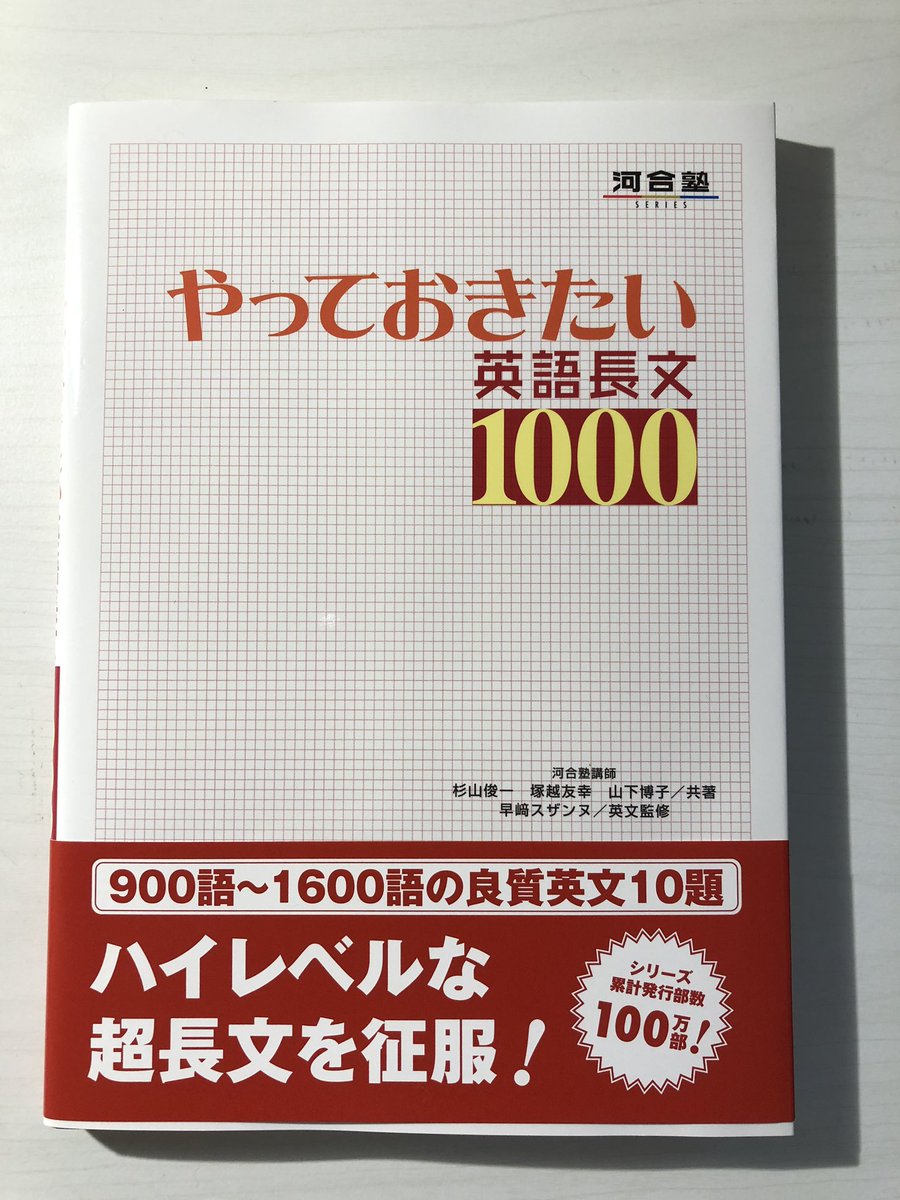 河合塾
SERIES
やっておきたい
英語長文
1000
河合塾講師
杉山俊一 塚越友幸 山下博子／共著
早﨑スザンヌ／英文監修
900語～1600語の良質英文10題
ハイレベルな
超長文を征服！
シリーズ
累計発行部数
100万部！